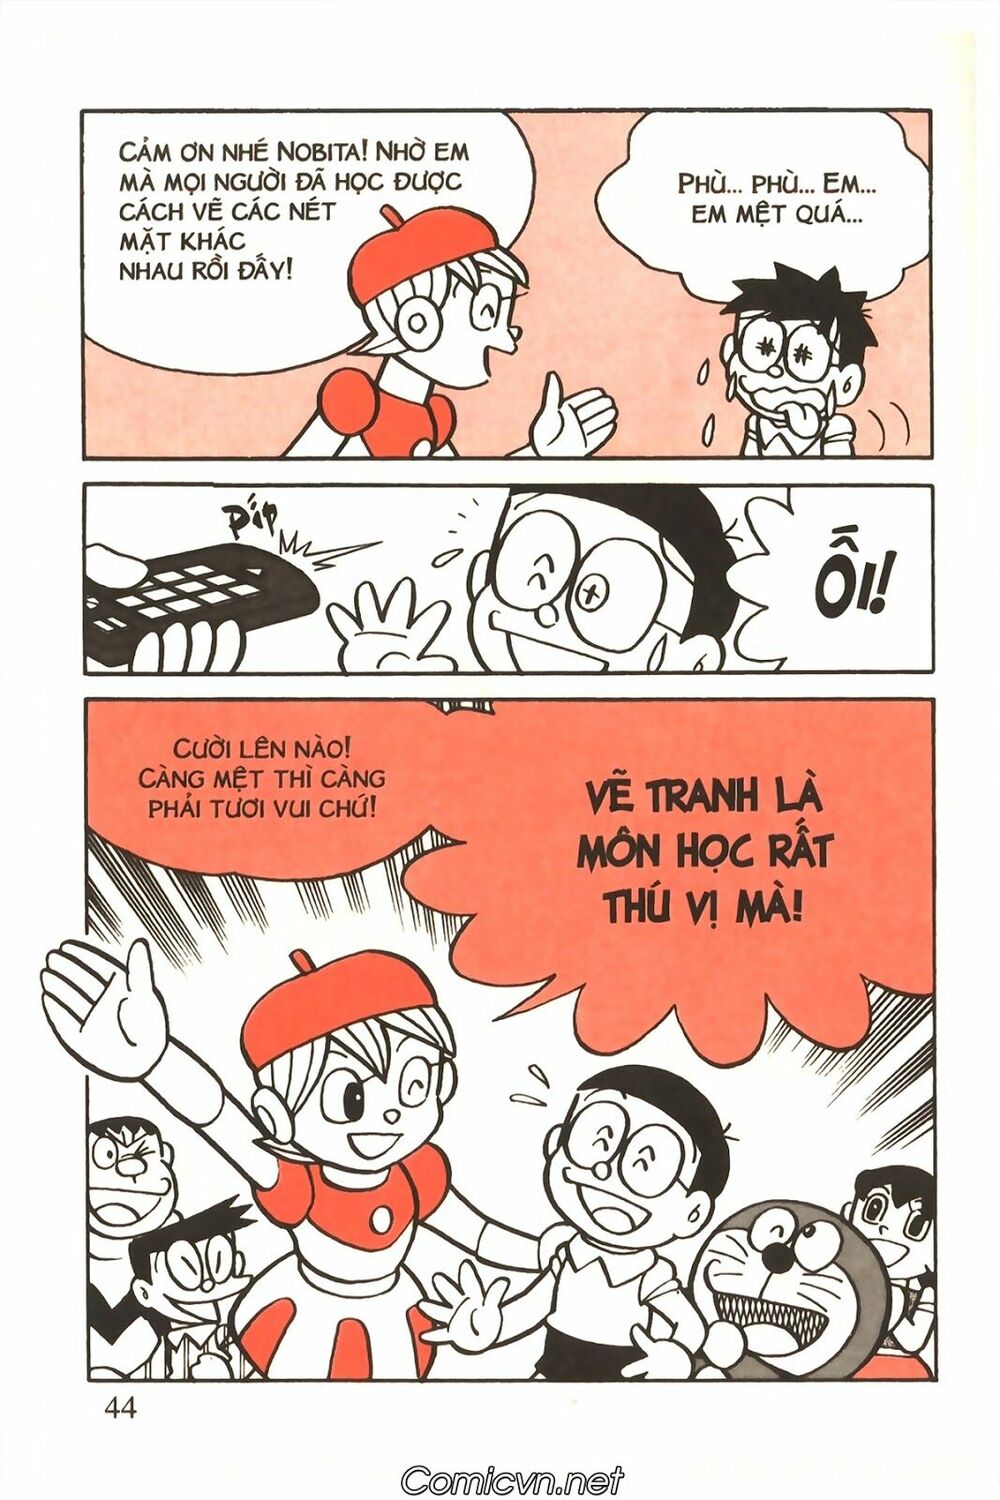 CẢM ƠN NHÉ NOBITA! NHỜ EM
MÀ MỌI NGƯỜI ĐÃ HỌC ĐƯỢC
CÁCH VẼ CÁC NÉT
MẶT KHÁC
NHAU RỒI ĐẤY!
PHÙ... PHÙ... EM...
EM MỆT QUÁ...
PÍP
ỐI!
CƯỜI LÊN NÀO!
CÀNG MỆT THÌ CÀNG
PHẢI TƯƠI VUI CHỨ!
VẼ TRANH LÀ
MÔN HỌC RẤT
THÚ VỊ MÀ!
44
Comicvn.net